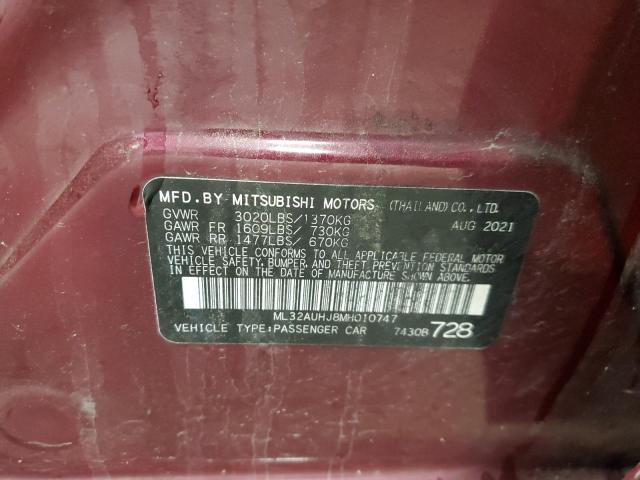 MFD. BY MITSUBISHI MOTORS (THAILAND) CO., LTD.
GVWR 3020LBS/1370KG AUG 2021
GAWR FR 1609LBS/ 730KG
GAWR RR 1477LBS/ 670KG
THIS VEHICLE CONFORMS TO ALL APPLICABLE FEDERAL MOTOR
VEHICLE SAFETY, BUMPER, AND THEFT PREVENTION STANDARDS
IN EFFECT ON THE DATE OF MANUFACTURE SHOWN ABOVE.
ML32AUHJ8MH010747
VEHICLE TYPE:PASSENGER CAR 7430B 728